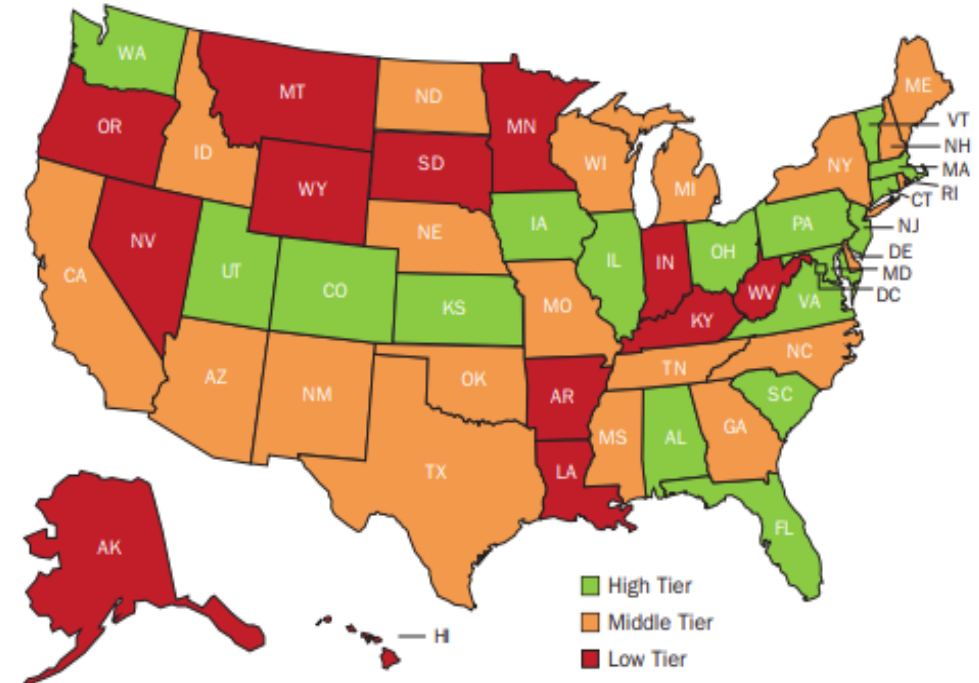 WA
ME
MT
ND
VT
OR
MN
NH
ID
WI
NY
MA
SD
MI
RI
WY
CT
IA
PA
NJ
NE
OH
NV
IL
IN
DE
UT
MD
CA
CO
WV
DC
VA
KS
MO
KY
NC
TN
AZ
OK
NM
AR
SC
GA
MS
AL
TX
LA
FL
AK
High Tier
Middle Tier
HI
Low Tier